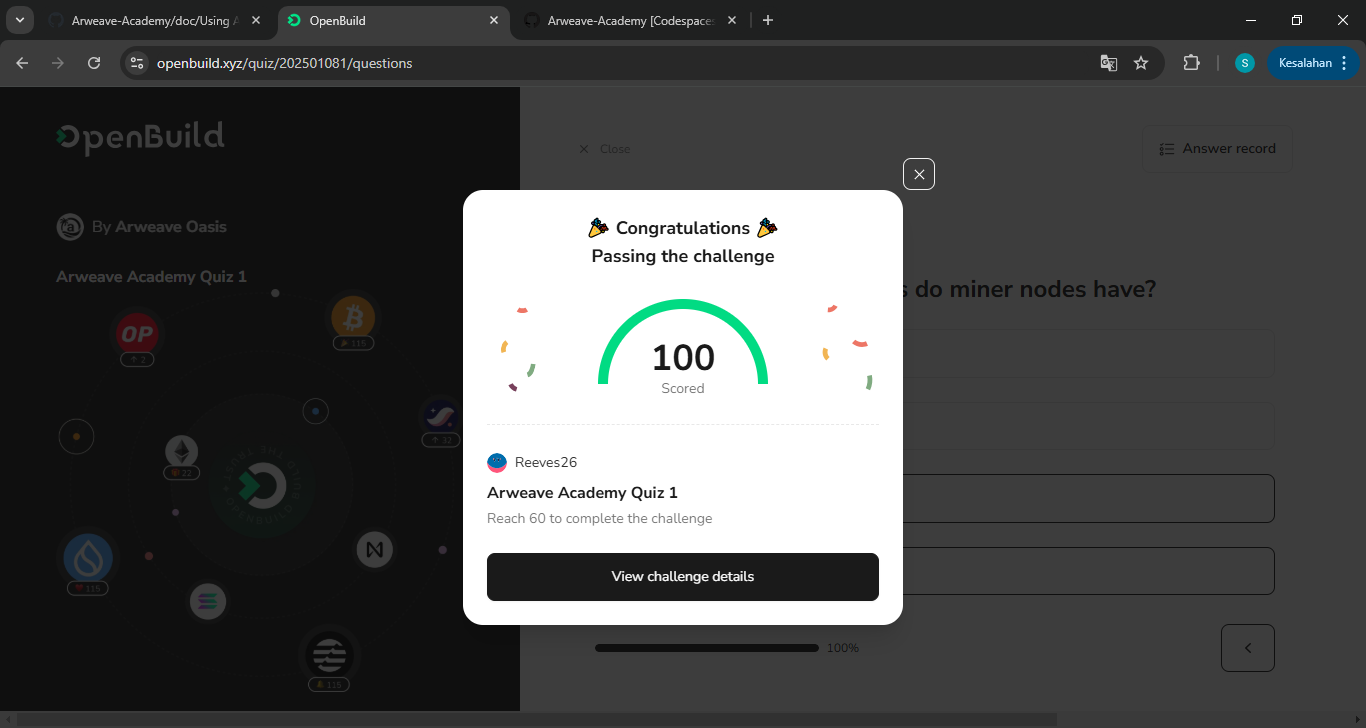 Arweave-Academy/doc/Using A
OpenBuild
Arweave-Academy [Codespaces
openbuild.xyz/quiz/202501081/questions
S
Kesalahan
OpenBuild
Close
Answer record
By Arweave Oasis
Arweave Academy Quiz 1
OP
2
115
32
22
115
115
s do miner nodes have?
Congratulations
Passing the challenge
100
Scored
Reeves26
Arweave Academy Quiz 1
Reach 60 to complete the challenge
View challenge details
100%